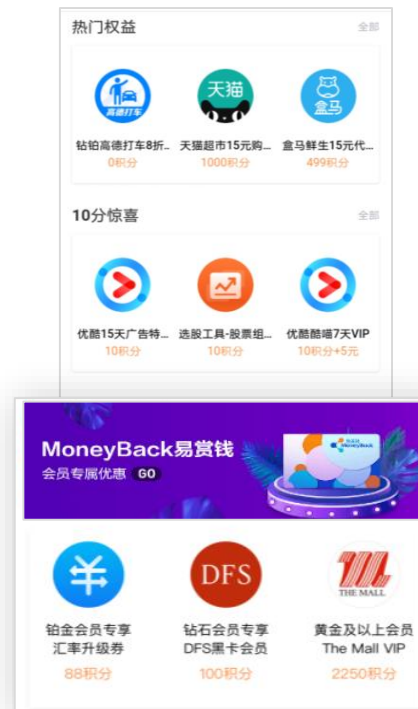 热门权益 全部
高德打车
天猫
盒马
钻铂高德打车8折... 天猫超市15元购... 盒马鲜生15元代...
0积分 1000积分 499积分
10分惊喜 全部
优酷15天广告特... 选股工具-股票组... 优酷酷喵7天VIP
10积分 10积分 10积分+5元
MoneyBack易赏钱
会员专属优惠 GO
MoneyBack
DFS
THE MALL
铂金会员专享 钻石会员专享 黄金及以上会员
汇率升级券 DFS黑卡会员 The Mall VIP
88积分 100积分 2250积分